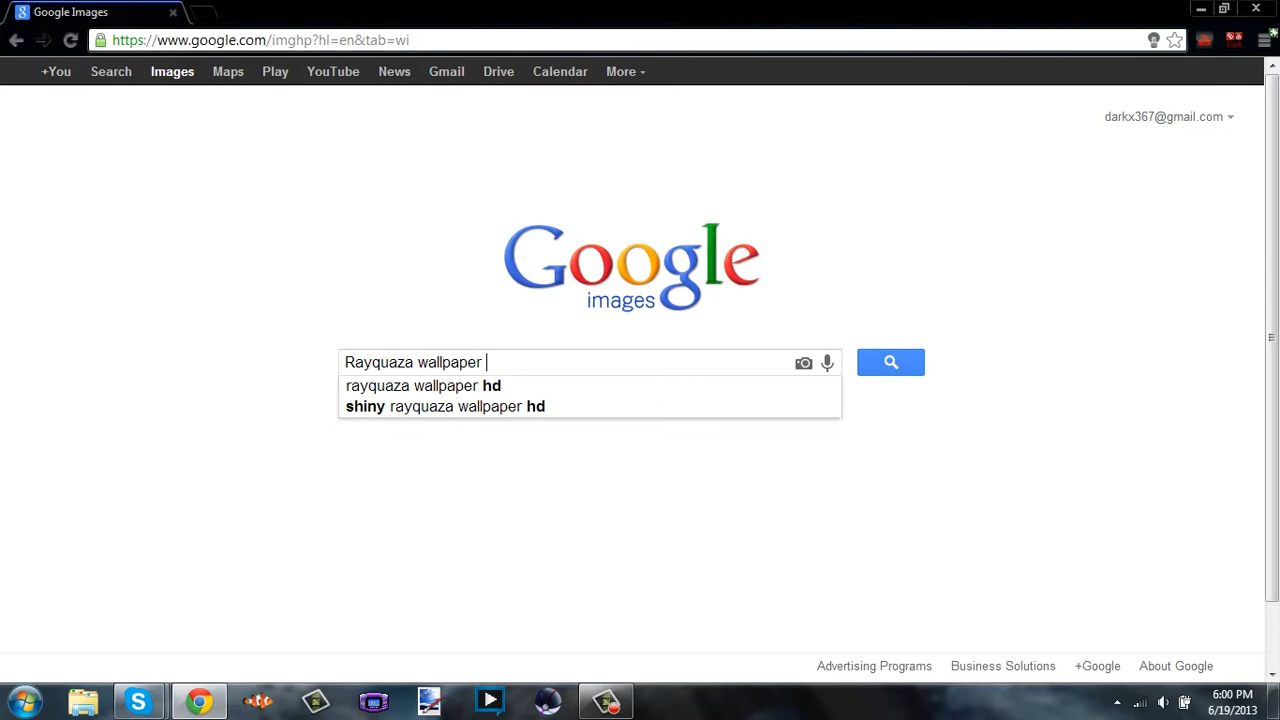 Google Images
https://www.google.com/imghp?hl=en&tab=wi
+You Search Images Maps Play YouTube News Gmail Drive Calendar More
darkx367@gmail.com
Google
images
Rayquaza wallpaper
rayquaza wallpaper hd
shiny rayquaza wallpaper hd
Advertising Programs Business Solutions +Google About Google
6:00 PM
6/19/2013